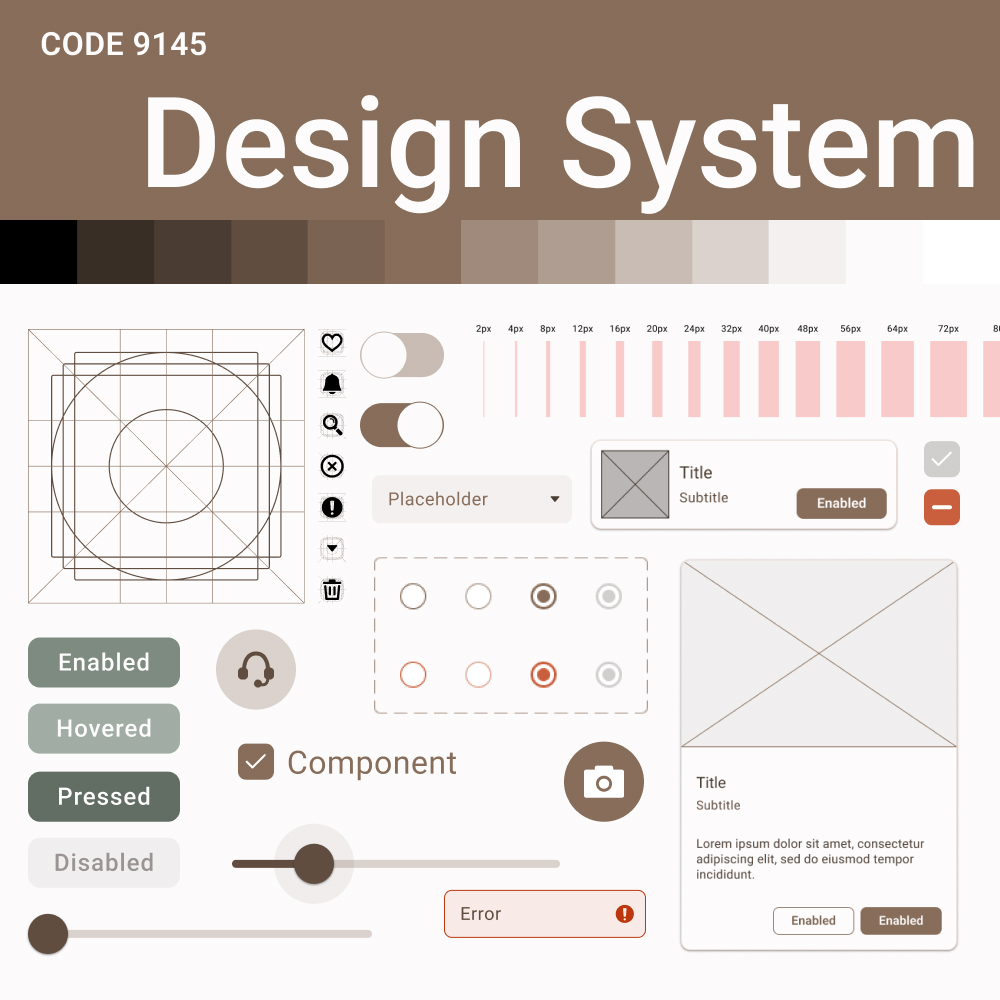 CODE 9145
Design System
2px 4px 8px 12px 16px 20px 24px 32px 40px 48px 56px 64px 72px
Placeholder
Title
Subtitle
Enabled
Enabled
Hovered
Pressed
Disabled
Component
Error
Title
Subtitle
Lorem ipsum dolor sit amet, consectetur
adipiscing elit, sed do eiusmod tempor
incididunt.
Enabled Enabled